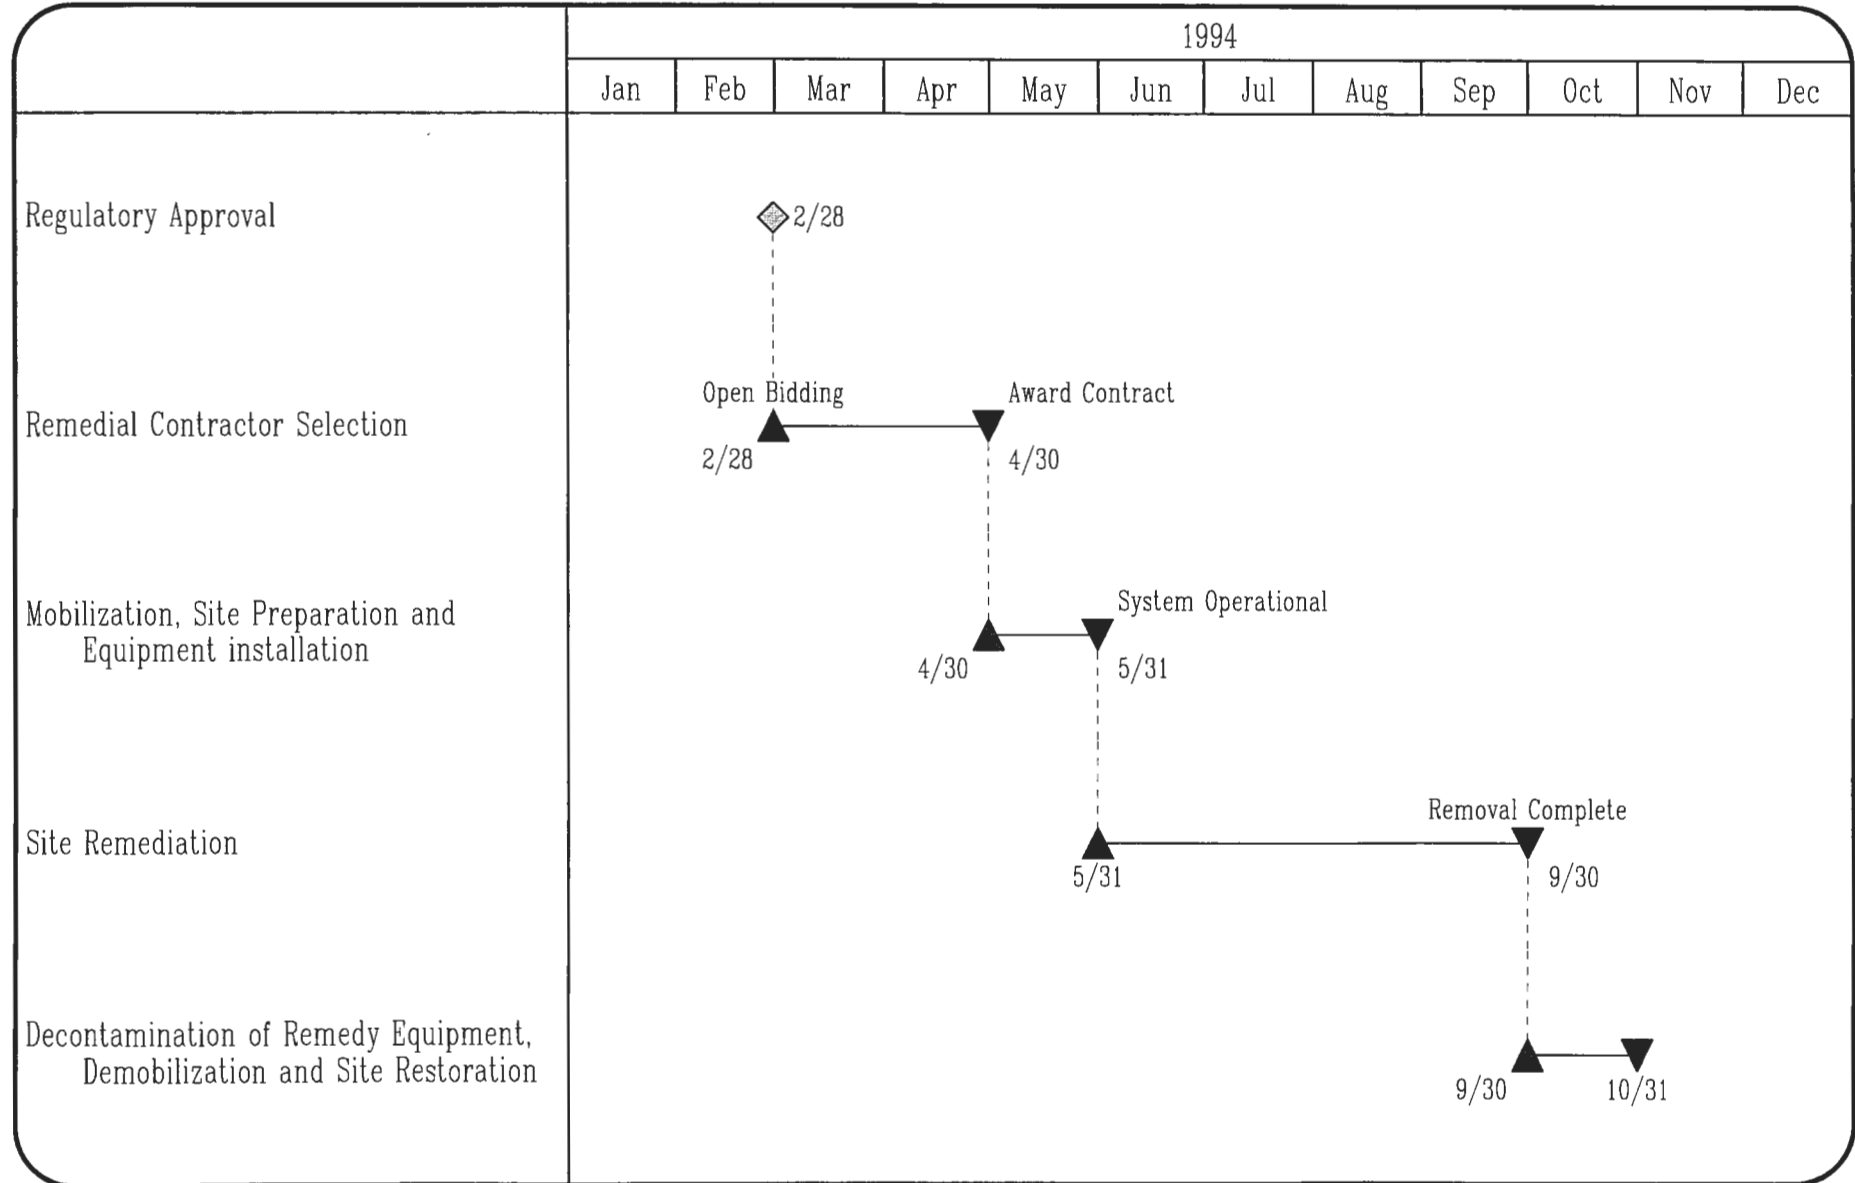 1994
Jan Feb Mar Apr May Jun Jul Aug Sep Oct Nov Dec
Regulatory Approval
2/28
Open Bidding
Award Contract
Remedial Contractor Selection
2/28
4/30
System Operational
Mobilization, Site Preparation and
Equipment installation
4/30
5/31
Removal Complete
Site Remediation
5/31
9/30
Decontamination of Remedy Equipment,
Demobilization and Site Restoration
9/30
10/31